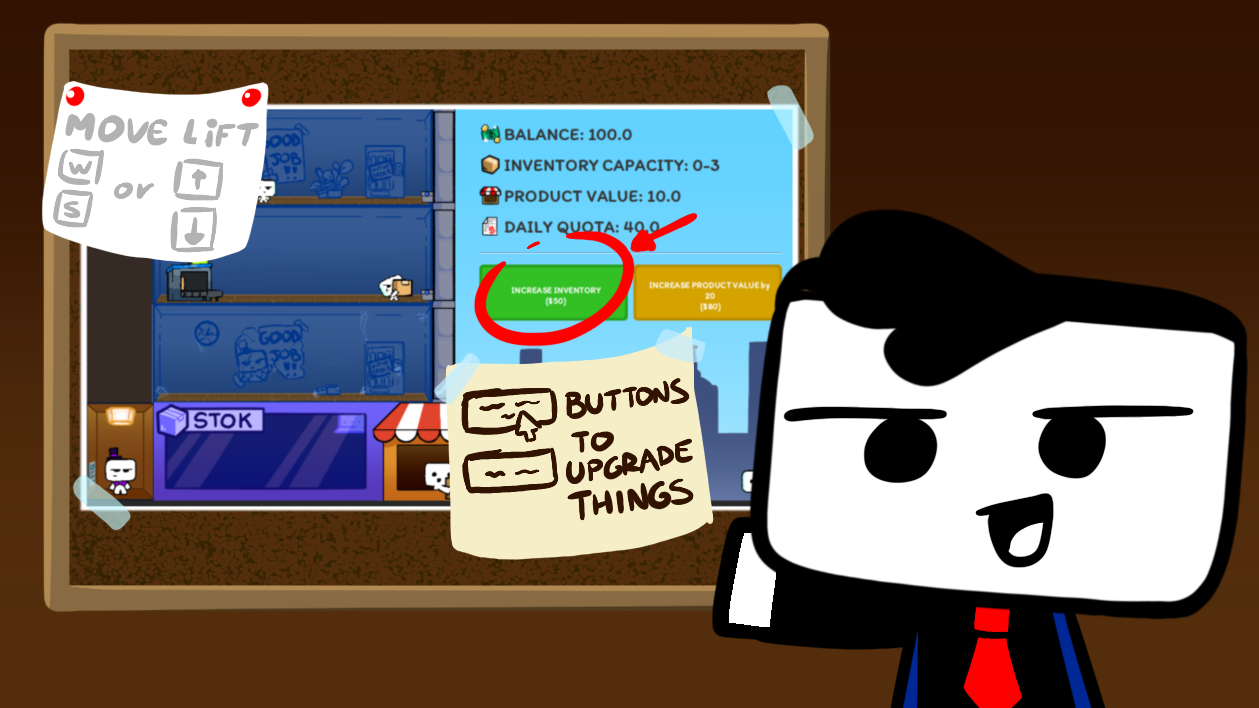 MOVE LIFT
W
or
↑
S
↓
GOOD
JOB
BALANCE: 100.0
INVENTORY CAPACITY: 0-3
PRODUCT VALUE: 10.0
DAILY QUOTA: 40.0
INCREASE INVENTORY
($50)
INCREASE PRODUCT VALUE by
20
($80)
GOOD
JOB
STOK
BUTTONS
TO
UPGRADE
THINGS